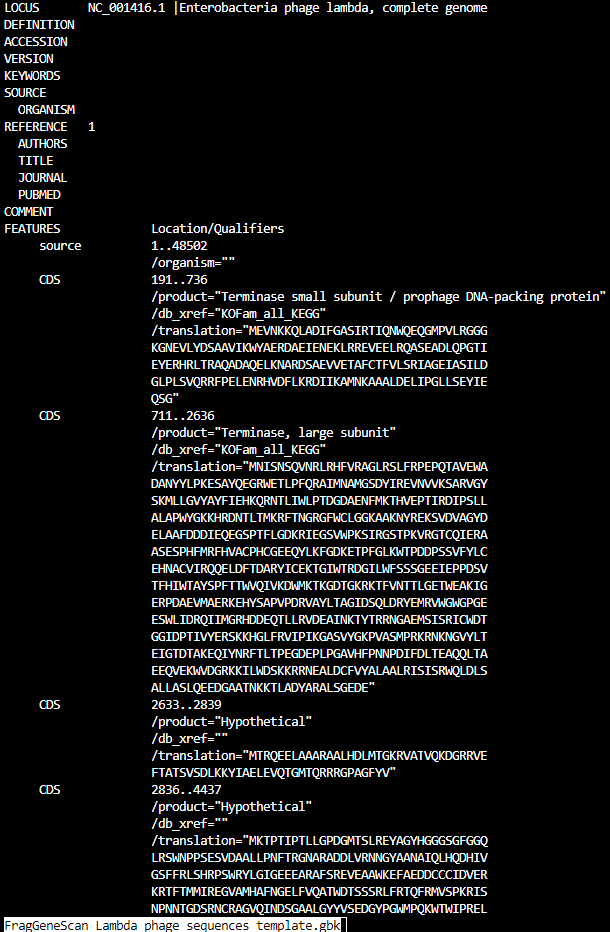 LOCUS       NC_001416.1 |Enterobacteria phage lambda, complete genome
DEFINITION
ACCESSION
VERSION
KEYWORDS
SOURCE
  ORGANISM
REFERENCE   1
  AUTHORS
  TITLE
  JOURNAL
  PUBMED
COMMENT
FEATURES             Location/Qualifiers
     source          1..48502
                     /organism=""
     CDS             191..736
                     /product="Terminase small subunit / prophage DNA-packing protein"
                     /db_xref="KOFam_all_KEGG"
                     /translation="MEVNKKQLADIFGASIRTIQNWQEQGMPVLRGGG
                     KGNEVLYDSAAVIKWYAERDAEIENEKLRREVEELRQASEADLQPGTI
                     EYERHRLTRAQADAQELKNARDSAEVVETAFCTFVLSRIAGEIASILD
                     GLPLSVQRRFPELENRHVDFLKRDIIKAMNKAAALDELIPGLLSEYIE
                     QSG"
     CDS             711..2636
                     /product="Terminase, large subunit"
                     /db_xref="KOFam_all_KEGG"
                     /translation="MNISNSQVNRLRHFVRAGLRSLFRPEPQTAVEWA
                     DANYYLPKESAYQEGRWETLPFQRAIMNAMGSDYIREVNVVKSARVGY
                     SKMLLGVYAYFIEHKQRNTLIWLPTDGDAENFMKTHVEPTIRDIPSLL
                     ALAPWYGKKHRDNTLTMKRFTNGRGFWCLGGKAAKNYREKSVDVAGYD
                     ELAAFDDDIEQEGSPTFLGDKRIEGSVWPKSIRGSTPKVRGTCQIERA
                     ASESPHFMRFHVACPHCGEEQYLKFGDKETPFGLKWTPDDPSSVFYLC
                     EHNACVIRQQELDFTDARYICEKTGIWTRDGILWFSSSGEEIEPPDSV
                     TFHIWTAYSPFTTWVQIVKDWMKTKGDTGKRKTFVNTTLGETWEAKIG
                     ERPDAEVMAERKEHYSAPVPDRVAYLTAGIDSQLDRYEMRVWGWGPGE
                     ESWLIDRQIIMGRHDDEQTLLRVDEAINKTYTRRNGAEMSISRICWDT
                     GGIDPTIVYERSKKHGLFRVIPIKGASVYGKPVASMPRKRNKNGVYLT
                     EIGTDTAKEQIYNRFTLTPEGDEPLPGAVHFPNNPDIFDLTEAQQLTA
                     EEQVEKWVDGRKKILWDSKKRRNEALDCFVYALAALRISISRWQLDLS
                     ALLASLQEEDGAATNKKTLADYARALSGEDE"
     CDS             2633..2839
                     /product="Hypothetical"
                     /db_xref=""
                     /translation="MTRQEELAAARAALHDLMTGKRVATVQKDGRRVE
                     FTATSVSDLKKYIAELEVQTGMTQRRRGPAGFYV"
     CDS             2836..4437
                     /product="Hypothetical"
                     /db_xref=""
                     /translation="MKTPTIPTLLGPDGMTSLREYAGYHGGGSGFGGQ
                     LRSWNPPSESVDAALLPNFTRGNARADDLVRNNGYAANAIQLHQDHIV
                     GSFFRLSHRPSWRYLGIGEEEARAFSREVEAAWKEFAEDDCCCIDVER
                     KRTFTMMIREGVAMHAFNGELFVQATWDTSSSRLFRTQFRMVSPKRIS
                     NPNNTGDSRNCRAGVQINDSGAALGYYVSEDGYPGWMPQKWTWIPREL
FragGeneScan Lambda phage sequences template.gbk